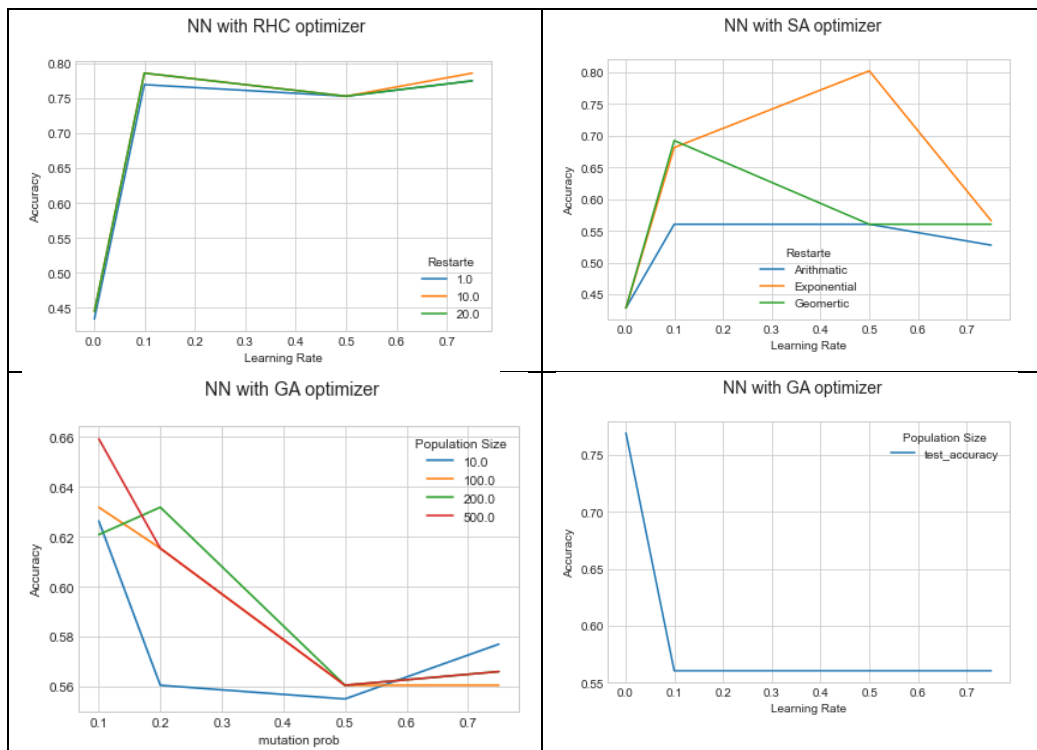 NN with RHC optimizer
0.80
0.75
0.70
0.65
0.60
0.55
0.50
0.45
Accuracy
Restarte
1.0
10.0
20.0
0.0 0.1 0.2 0.3 0.4 0.5 0.6 0.7
Learning Rate
NN with SA optimizer
0.80
0.75
0.70
0.65
0.60
0.55
0.50
0.45
Accuracy
Restarte
Arithmatic
Exponential
Geomertic
0.0 0.1 0.2 0.3 0.4 0.5 0.6 0.7
Learning Rate
NN with GA optimizer
0.66
0.64
0.62
0.60
0.58
0.56
Accuracy
Population Size
10.0
100.0
200.0
500.0
0.1 0.2 0.3 0.4 0.5 0.6 0.7
mutation prob
NN with GA optimizer
0.75
0.70
0.65
0.60
0.55
Accuracy
Population Size
test_accuracy
0.0 0.1 0.2 0.3 0.4 0.5 0.6 0.7
Learning Rate